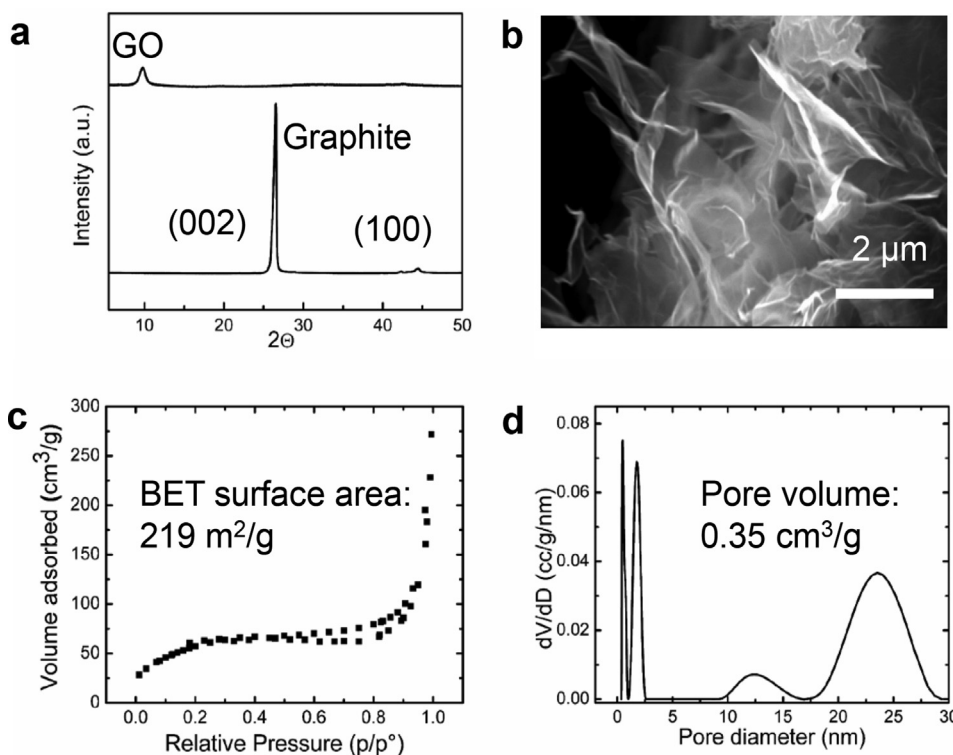 a
GO
Graphite
(002)
(100)
Intensity (a.u.)
10 20 30 40 50
2Θ
b
2 μm
c
Volume adsorbed (cm³/g)
300
250
200
150
100
50
0
BET surface area:
219 m²/g
0.0 0.2 0.4 0.6 0.8 1.0
Relative Pressure (p/p°)
d
dV/dD (cc/g/nm)
0.08
0.06
0.04
0.02
0.00
Pore volume:
0.35 cm³/g
0 5 10 15 20 25 30
Pore diameter (nm)